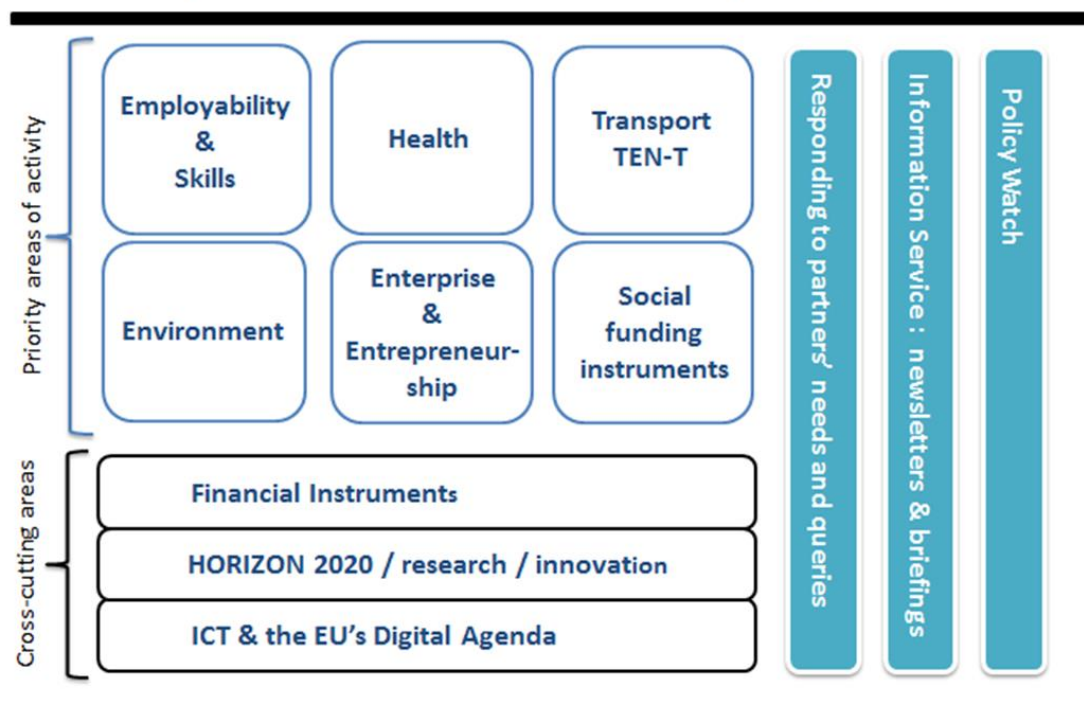 Priority areas of activity
Employability
&
Skills
Health
Transport
TEN-T
Environment
Enterprise
&
Entrepreneur-
ship
Social
funding
instruments
Cross-cutting areas
Financial Instruments
HORIZON 2020 / research / innovation
ICT & the EU's Digital Agenda
Responding to partners' needs and queries
Information Service : newsletters & briefings
Policy Watch